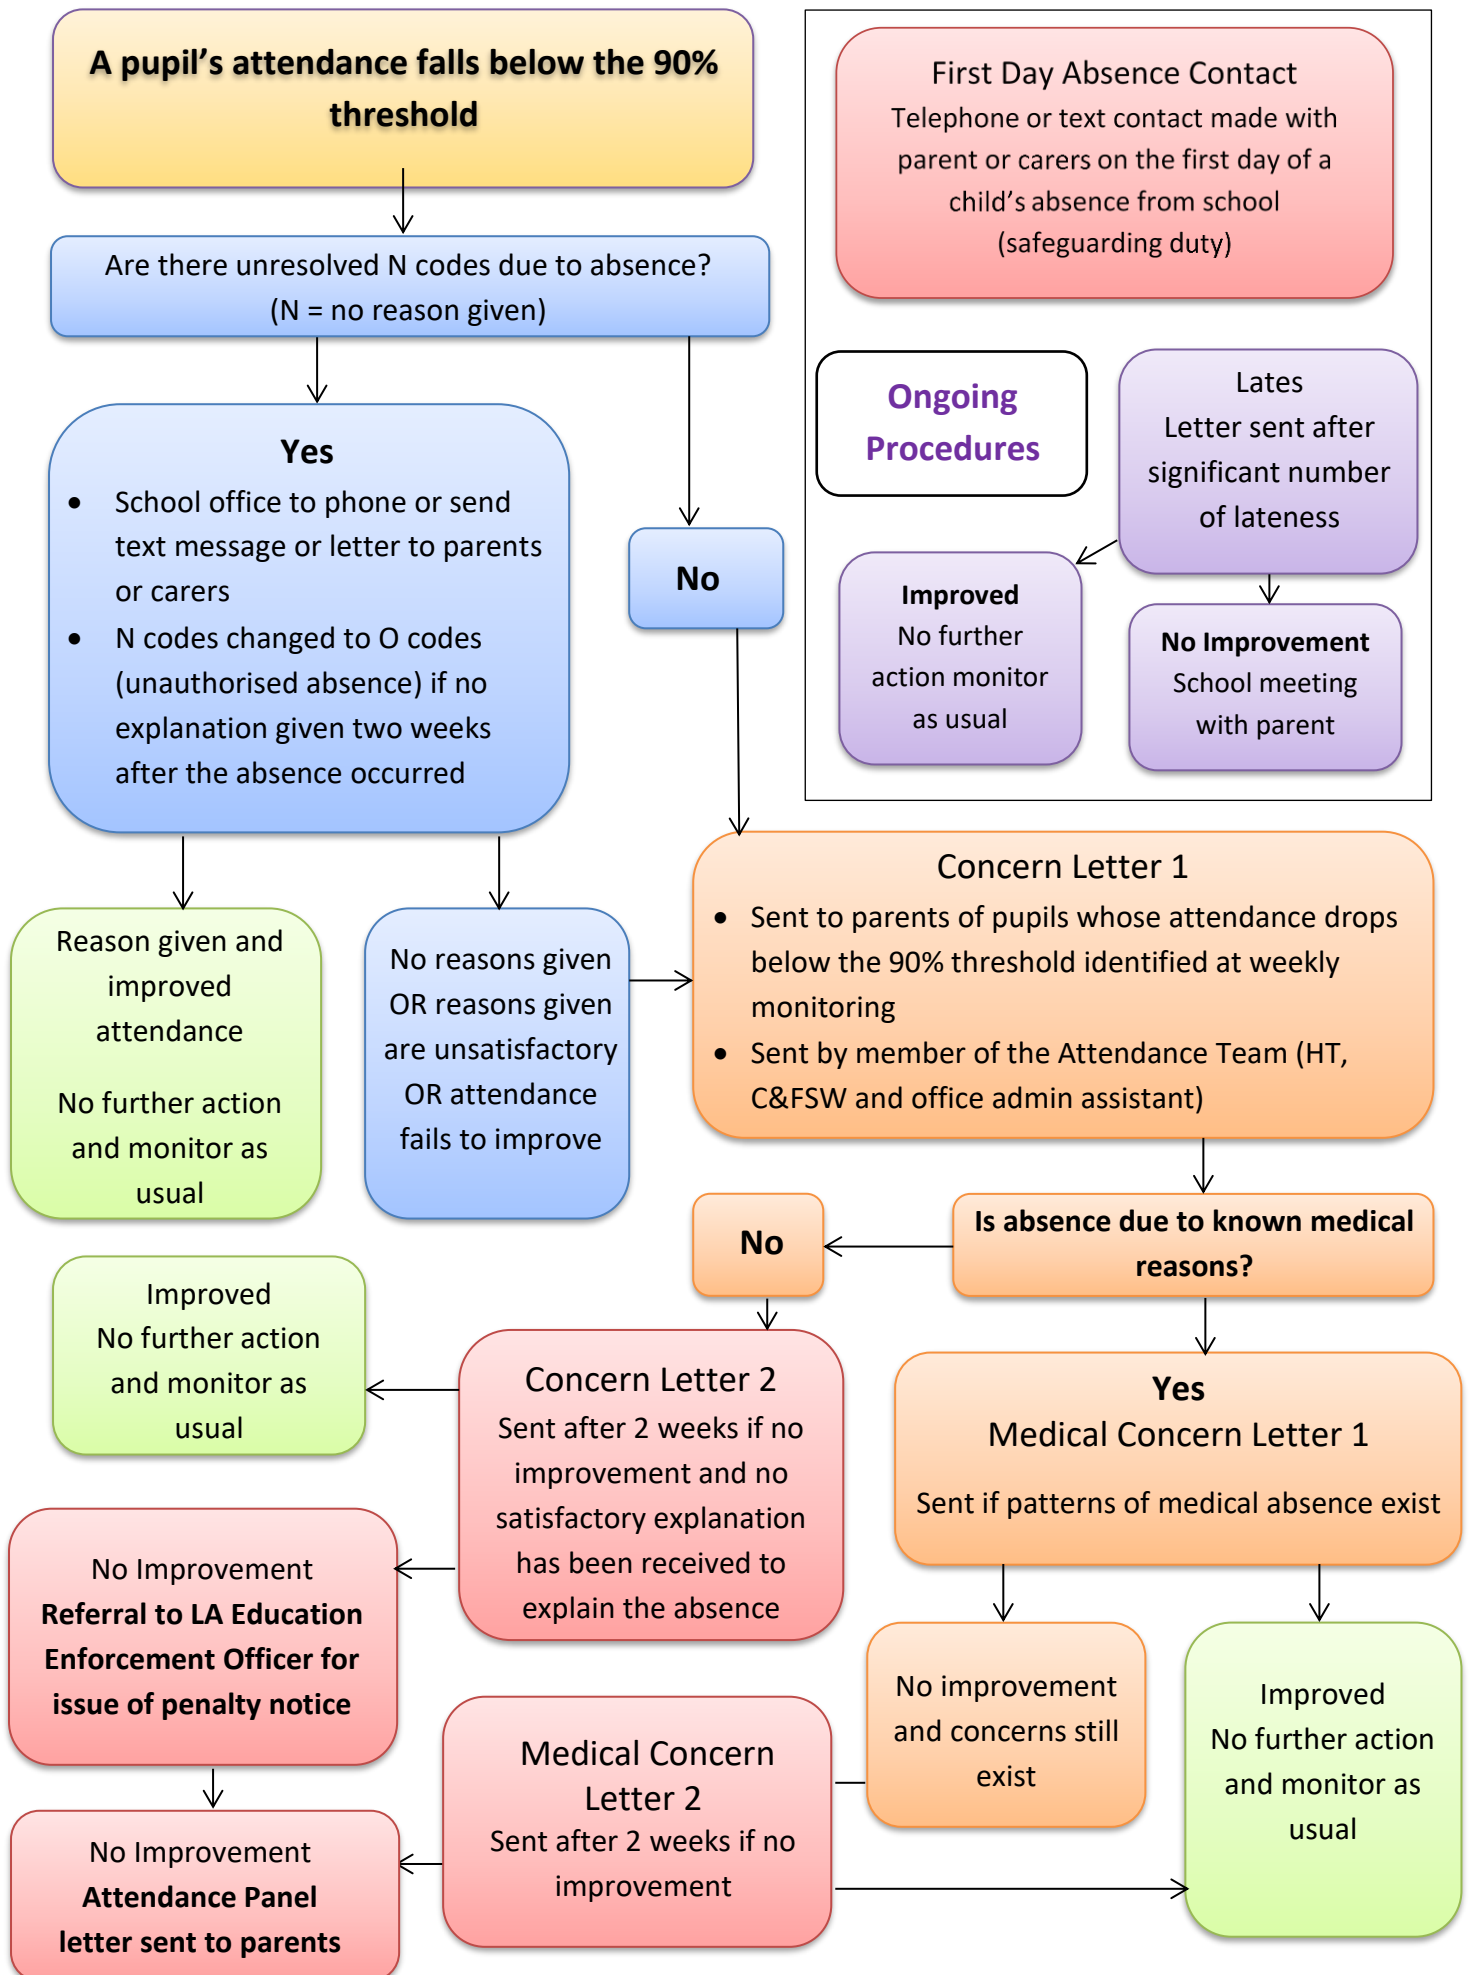 A pupil’s attendance falls below the 90%
threshold
First Day Absence Contact
Telephone or text contact made with
parent or carers on the first day of a
child’s absence from school
(safeguarding duty)
Are there unresolved N codes due to absence?
(N = no reason given)
Ongoing
Procedures
Lates
Letter sent after
significant number
of lateness
Improved
No further
action monitor
as usual
No Improvement
School meeting
with parent
Yes
• School office to phone or send
text message or letter to parents
or carers
• N codes changed to O codes
(unauthorised absence) if no
explanation given two weeks
after the absence occurred
No
Reason given and
improved
attendance
No further action
and monitor as
usual
No reasons given
OR reasons given
are unsatisfactory
OR attendance
fails to improve
Concern Letter 1
• Sent to parents of pupils whose attendance drops
below the 90% threshold identified at weekly
monitoring
• Sent by member of the Attendance Team (HT,
C&FSW and office admin assistant)
Is absence due to known medical
reasons?
No
Improved
No further action
and monitor as
usual
Concern Letter 2
Sent after 2 weeks if no
improvement and no
satisfactory explanation
has been received to
explain the absence
Yes
Medical Concern Letter 1
Sent if patterns of medical absence exist
No Improvement
Referral to LA Education
Enforcement Officer for
issue of penalty notice
No improvement
and concerns still
exist
Improved
No further action
and monitor as
usual
Medical Concern
Letter 2
Sent after 2 weeks if no
improvement
No Improvement
Attendance Panel
letter sent to parents